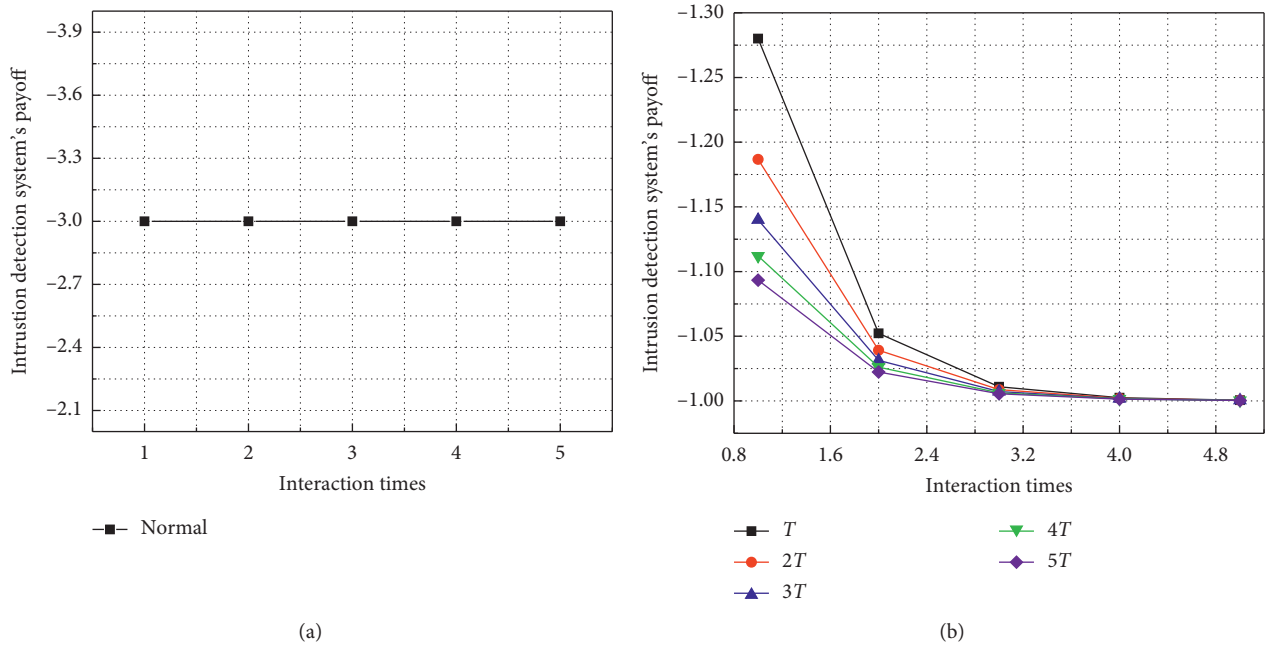 −3.9
−3.6
−3.3
−3.0
−2.7
−2.4
−2.1
Intrustion detection system's payoff
1 2 3 4 5
Interaction times
Normal
(a)
−1.30
−1.25
−1.20
−1.15
−1.10
−1.05
−1.00
Intrusion detection system's payoff
0.8 1.6 2.4 3.2 4.0 4.8
Interaction times
T
2T
3T
4T
5T
(b)